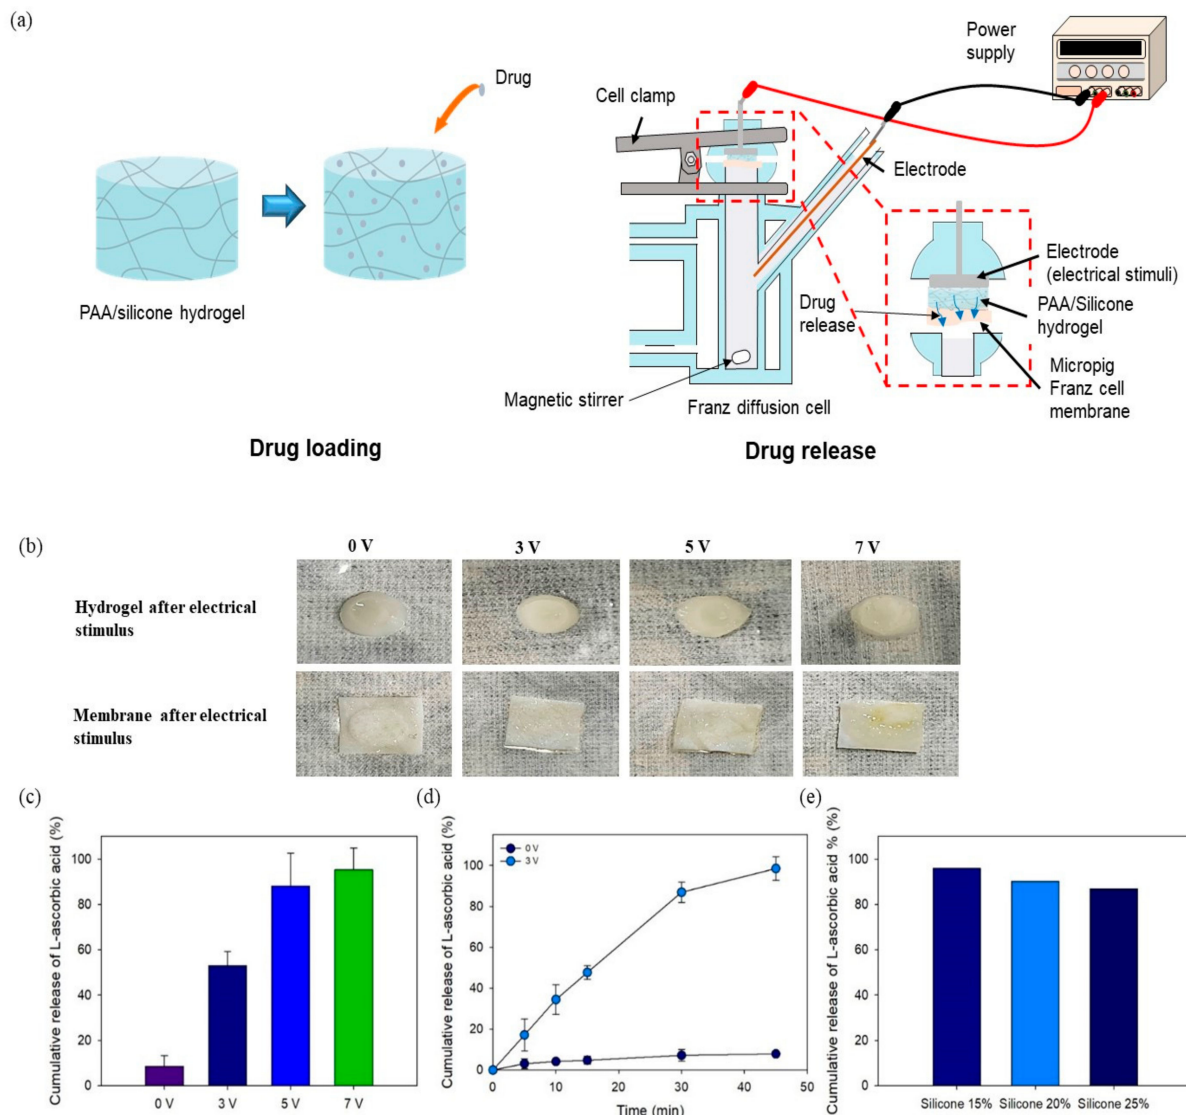 (a)
Drug
PAA/silicone hydrogel
Drug loading
Power
supply
Cell clamp
Electrode
Electrode
(electrical stimuli)
PAA/Silicone
hydrogel
Drug
release
Micropig
Franz cell
membrane
Magnetic stirrer
Franz diffusion cell
Drug release
(b)
0 V 3 V 5 V 7 V
Hydrogel after electrical
stimulus
Membrane after electrical
stimulus
(c)
Cumulative release of L-ascorbic acid (%)
100
80
60
40
20
0
0 V 3 V 5 V 7 V
(d)
Cumulative release of L-ascorbic acid (%)
0 V
3 V
100
80
60
40
20
0
0 10 20 30 40 50
Time (min)
(e)
Cumulative release of L-ascorbic acid % (%)
100
80
60
40
20
0
Silicone 15% Silicone 20% Silicone 25%